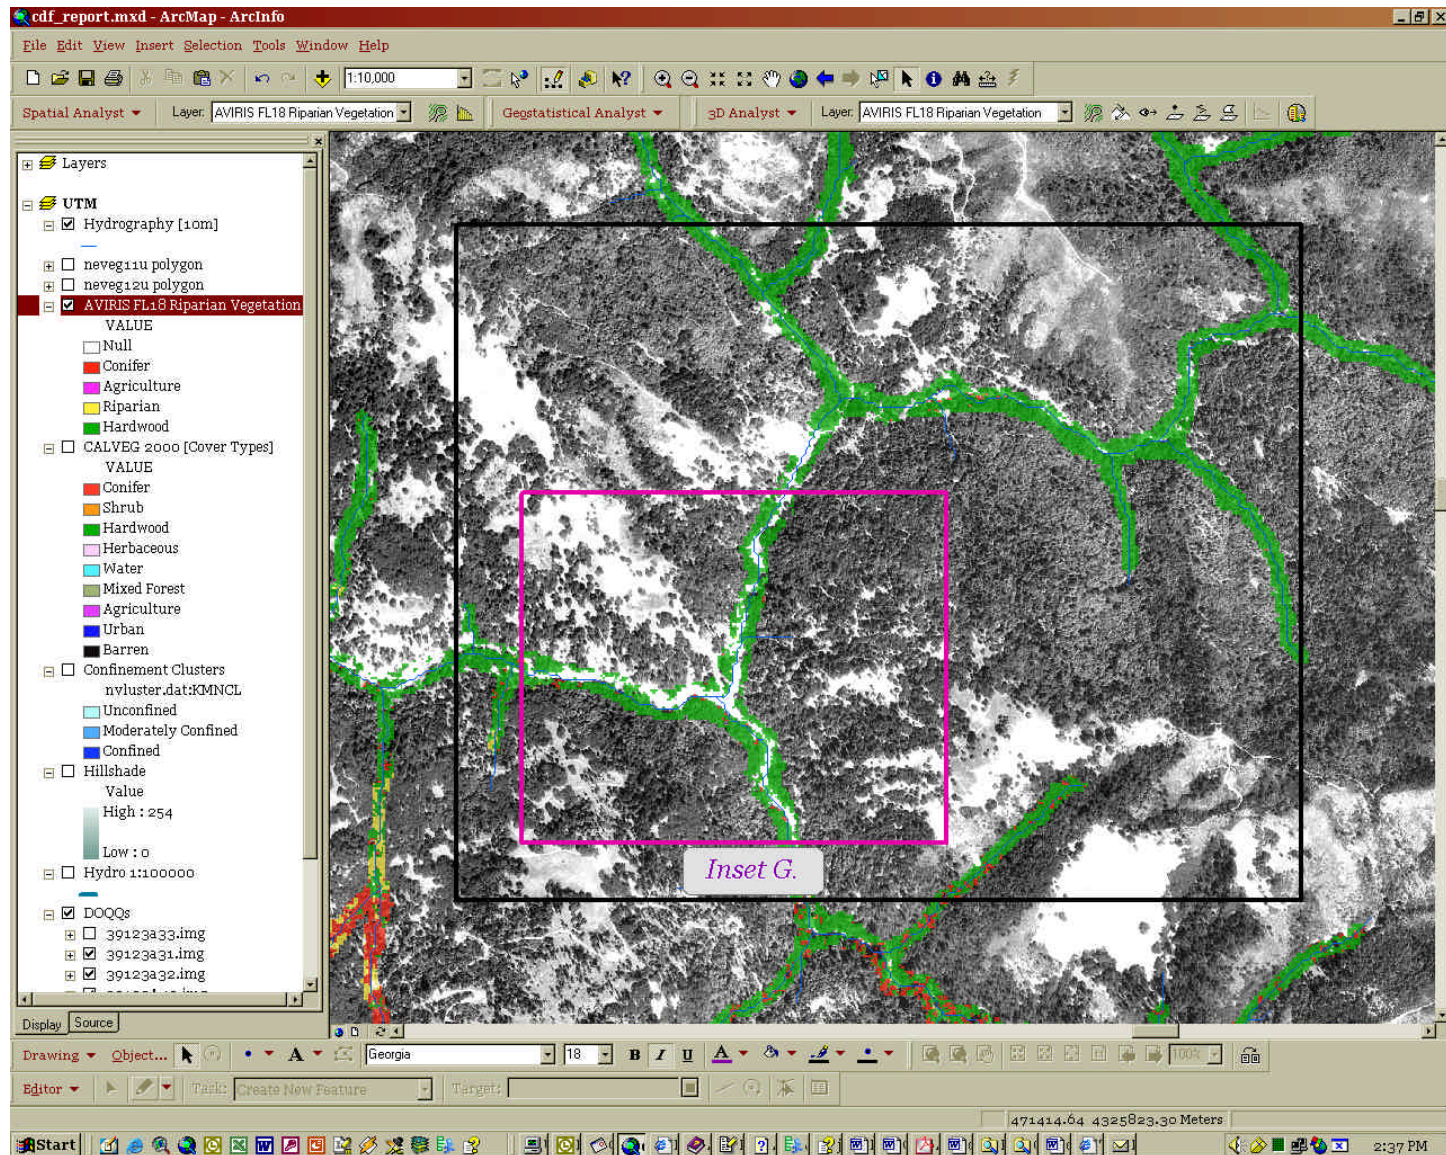 cdf_report.mxd - ArcMap - ArcInfo
File Edit View Insert Selection Tools Window Help
1:10,000
Spatial Analyst Layer: AVIRIS FL18 Riparian Vegetation Geostatistical Analyst 3D Analyst Layer: AVIRIS FL18 Riparian Vegetation
Layers
UTM
Hydrography [10m]
neveg11u polygon
neveg12u polygon
AVIRIS FL18 Riparian Vegetation
VALUE
Null
Conifer
Agriculture
Riparian
Hardwood
CALVEG 2000 [Cover Types]
VALUE
Conifer
Shrub
Hardwood
Herbaceous
Water
Mixed Forest
Agriculture
Urban
Barren
Confinement Clusters
nvluster.dat:KMNCL
Unconfined
Moderately Confined
Confined
Hillshade
Value
High : 254
Low : 0
Hydro 1:100000
DOQQs
39123a33.img
39123a31.img
39123a32.img
Inset G.
Display Source
Drawing Object... A Georgia 18 B I U A 100%
Editor Task: Create New Feature Target:
471414.64 4325823.30 Meters
Start 2:37 PM